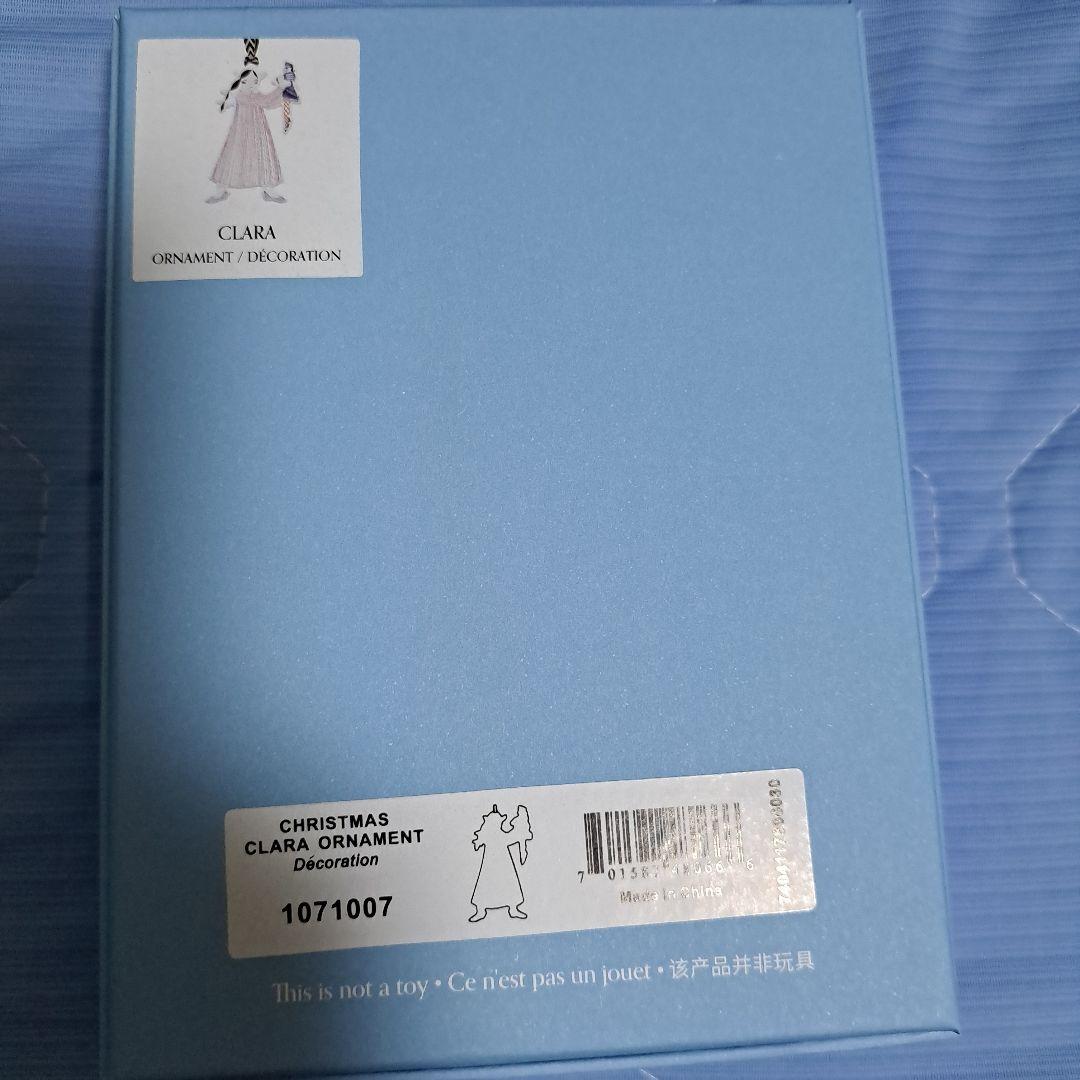 CLARA
ORNAMENT / DÉCORATION
CHRISTMAS
CLARA ORNAMENT
Décoration
1071007
Made in China
This is not a toy • Ce n'est pas un jouet • 该产品并非玩具